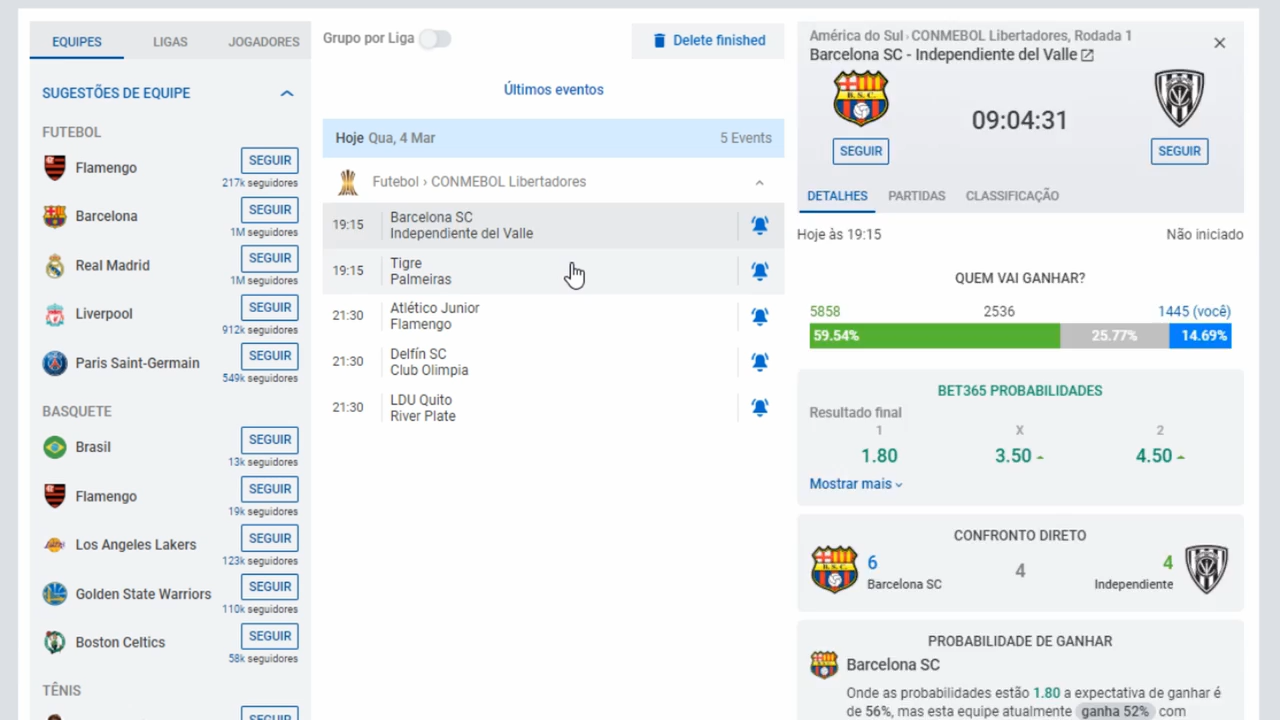 EQUIPES
LIGAS
JOGADORES
SUGESTÕES DE EQUIPE
FUTEBOL
Flamengo
SEGUIR
217k seguidores
Barcelona
SEGUIR
1M seguidores
Real Madrid
SEGUIR
1M seguidores
Liverpool
SEGUIR
912k seguidores
Paris Saint-Germain
SEGUIR
549k seguidores
BASQUETE
Brasil
SEGUIR
13k seguidores
Flamengo
SEGUIR
19k seguidores
Los Angeles Lakers
SEGUIR
123k seguidores
Golden State Warriors
SEGUIR
110k seguidores
Boston Celtics
SEGUIR
58k seguidores
TÊNIS
SEGUIR
Grupo por Liga
Delete finished
Últimos eventos
Hoje Qua, 4 Mar
5 Events
Futebol › CONMEBOL Libertadores
19:15
Barcelona SC
Independiente del Valle
19:15
Tigre
Palmeiras
21:30
Atlético Junior
Flamengo
21:30
Delfín SC
Club Olimpia
21:30
LDU Quito
River Plate
América do Sul › CONMEBOL Libertadores, Rodada 1
Barcelona SC - Independiente del Valle
B.S.C.
09:04:31
SEGUIR
SEGUIR
DETALHES
PARTIDAS
CLASSIFICAÇÃO
Hoje às 19:15
Não iniciado
QUEM VAI GANHAR?
5858
2536
1445 (você)
59.54%
25.77%
14.69%
BET365 PROBABILIDADES
Resultado final
1
X
2
1.80
3.50
4.50
Mostrar mais
CONFRONTO DIRETO
B.S.C.
6
Barcelona SC
4
4
Independiente
PROBABILIDADE DE GANHAR
Barcelona SC
Onde as probabilidades estão 1.80 a expectativa de ganhar é
de 56%, mas esta equipe atualmente ganha 52% com